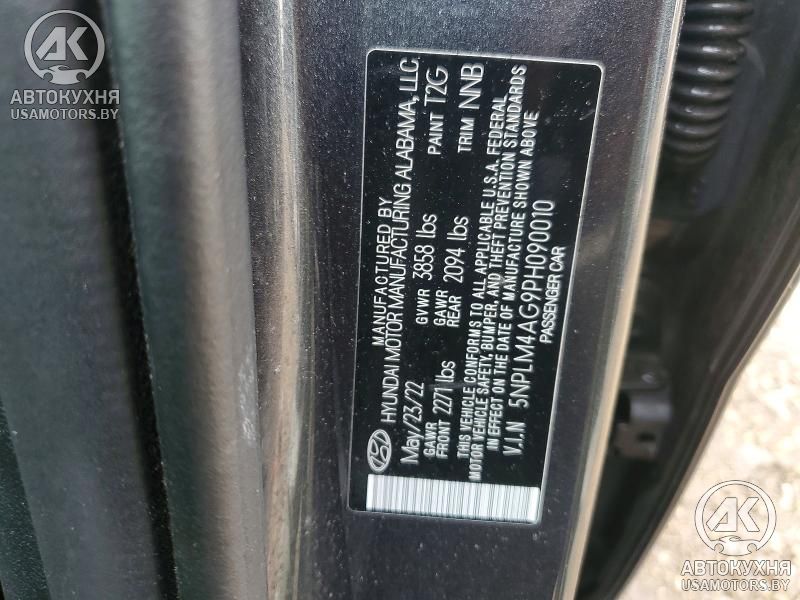 АК
АВТОКУХНЯ
USAMOTORS.BY
MANUFACTURED BY
HYUNDAI MOTOR MANUFACTURING ALABAMA, LLC
May/23/22 GVWR 3858 lbs PAINT T2G
GAWR FRONT 2271 lbs GAWR REAR 2094 lbs TRIM NNB
THIS VEHICLE CONFORMS TO ALL APPLICABLE U.S.A. FEDERAL
MOTOR VEHICLE SAFETY, BUMPER, AND THEFT PREVENTION STANDARDS
IN EFFECT ON THE DATE OF MANUFACTURE SHOWN ABOVE
V.I.N 5NPLM4AG9PH090010
PASSENGER CAR
АК
АВТОКУХНЯ
USAMOTORS.BY